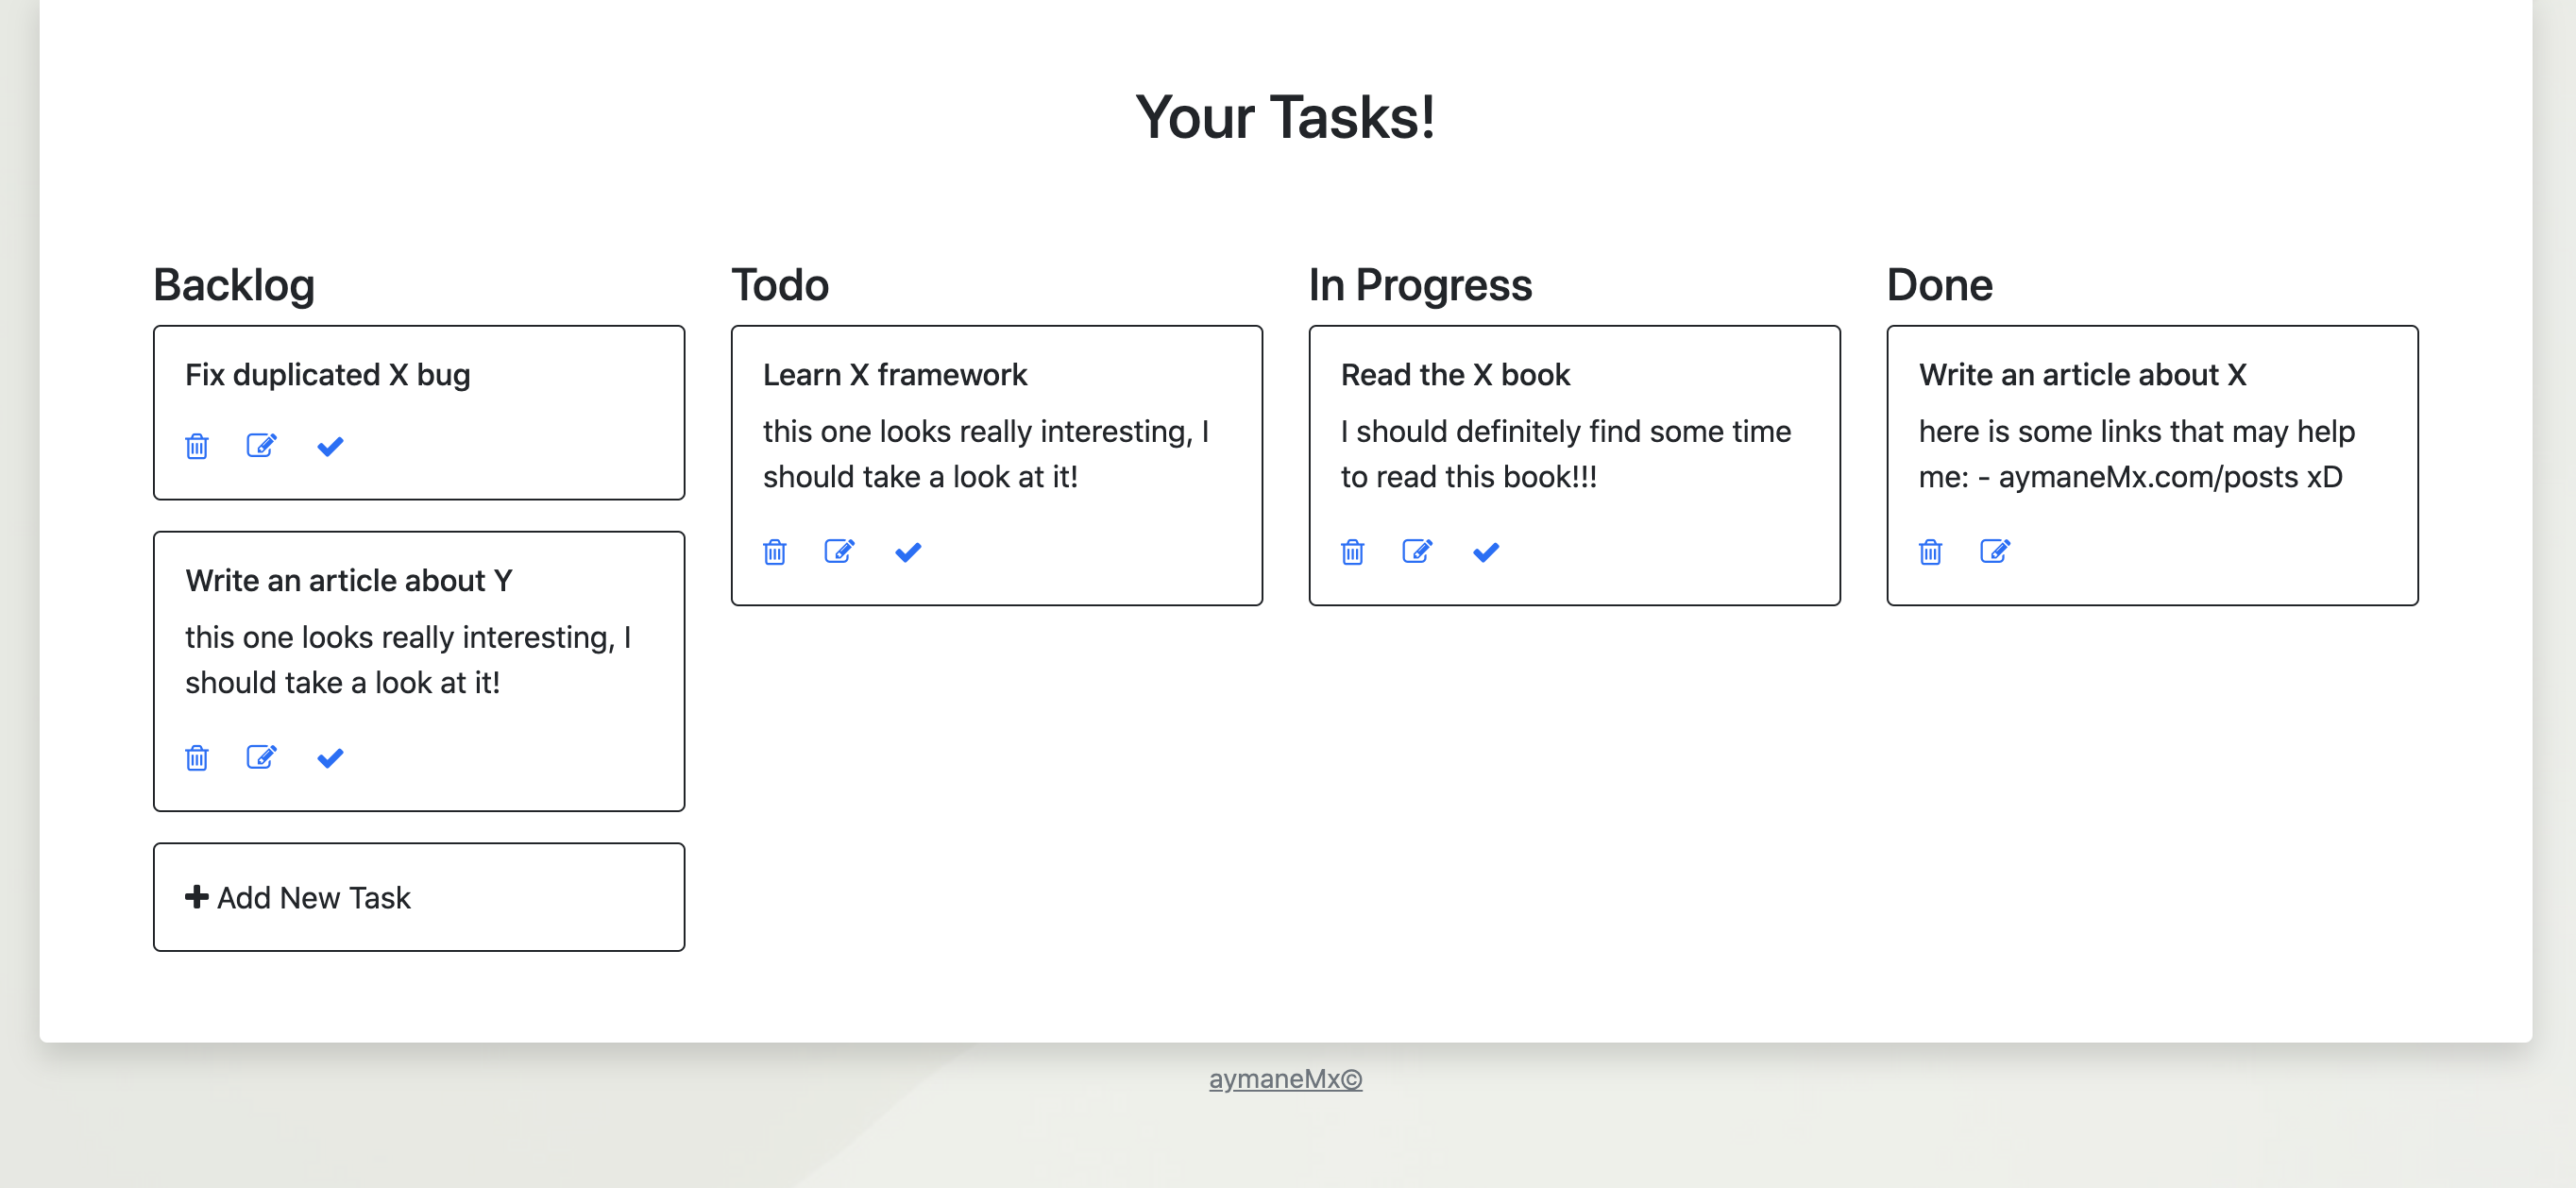 Your Tasks!
Backlog
Fix duplicated X bug
Write an article about Y
this one looks really interesting, I
should take a look at it!
Add New Task
Todo
Learn X framework
this one looks really interesting, I
should take a look at it!
In Progress
Read the X book
I should definitely find some time
to read this book!!!
Done
Write an article about X
here is some links that may help
me: - aymaneMx.com/posts xD
aymaneMx©